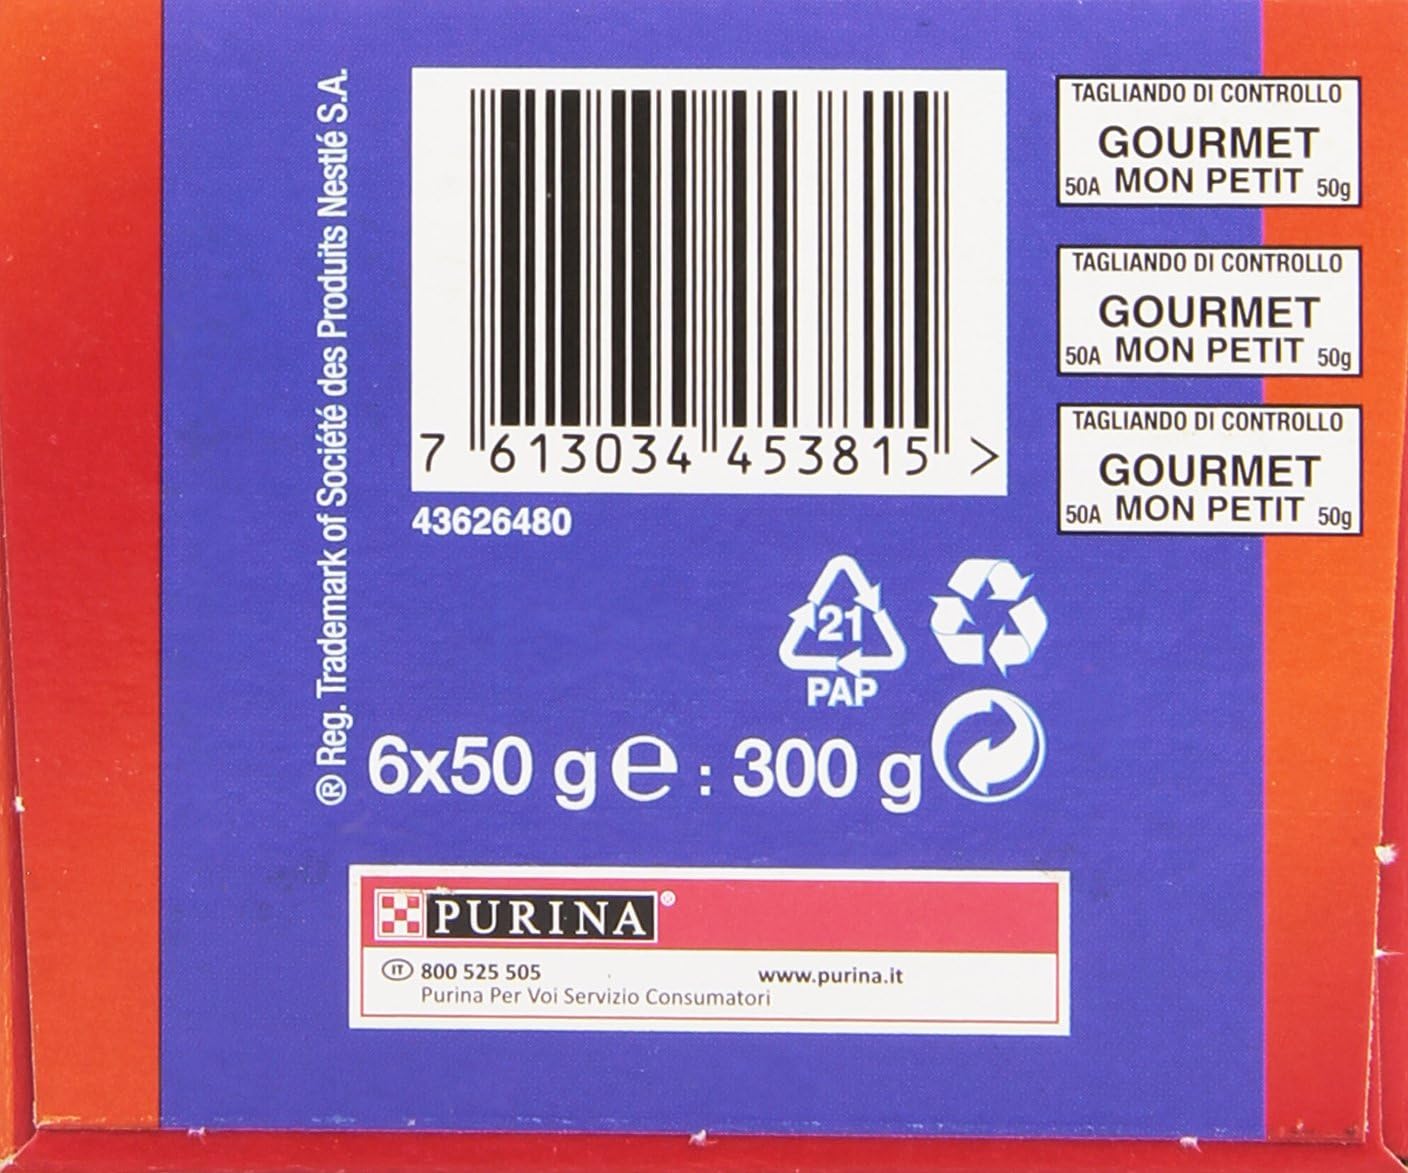 ® Reg. Trademark of Société des Produits Nestlé S.A.
7 613034 453815 >
43626480
TAGLIANDO DI CONTROLLO
GOURMET
50A MON PETIT 50g
TAGLIANDO DI CONTROLLO
GOURMET
50A MON PETIT 50g
TAGLIANDO DI CONTROLLO
GOURMET
50A MON PETIT 50g
21
PAP
6x50 g e : 300 g
PURINA®
IT 800 525 505 www.purina.it
Purina Per Voi Servizio Consumatori